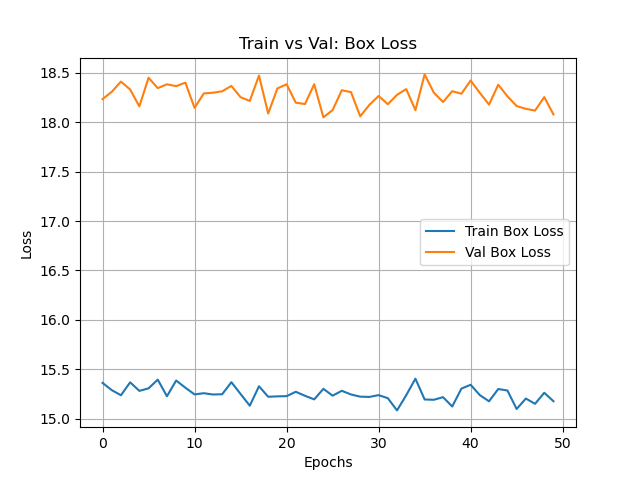 Train vs Val: Box Loss
18.5
18.0
17.5
17.0
16.5
16.0
15.5
15.0
Loss
Train Box Loss
Val Box Loss
0 10 20 30 40 50
Epochs